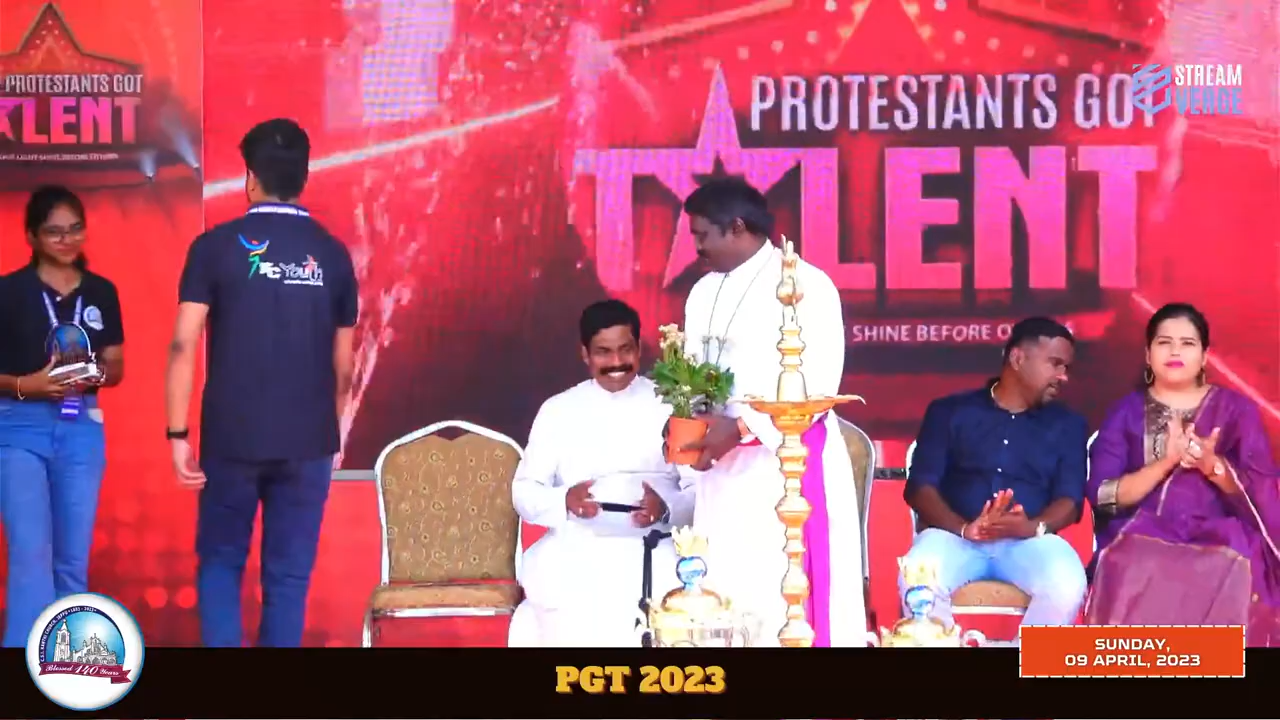 PROTESTANTS GOT
TALENT
PROTESTANTS GOT
TALENT
SHINE BEFORE
STREAM
VERGE
Youth
Blessed 140 Years
PGT 2023
SUNDAY,
09 APRIL, 2023